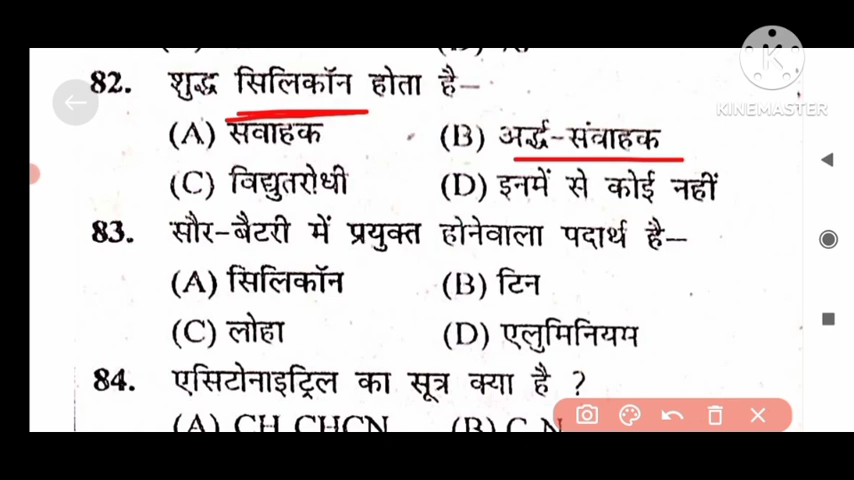 K
KINEMASTER
82. शुद्ध सिलिकॉन होता है–
(A) संवाहक (B) अर्द्ध-संवाहक
(C) विद्युतरोधी (D) इनमें से कोई नहीं
83. सौर-बैटरी में प्रयुक्त होनेवाला पदार्थ है–
(A) सिलिकॉन (B) टिन
(C) लोहा (D) एलुमिनियम
84. एसिटोनाइट्रिल का सूत्र क्या है ?